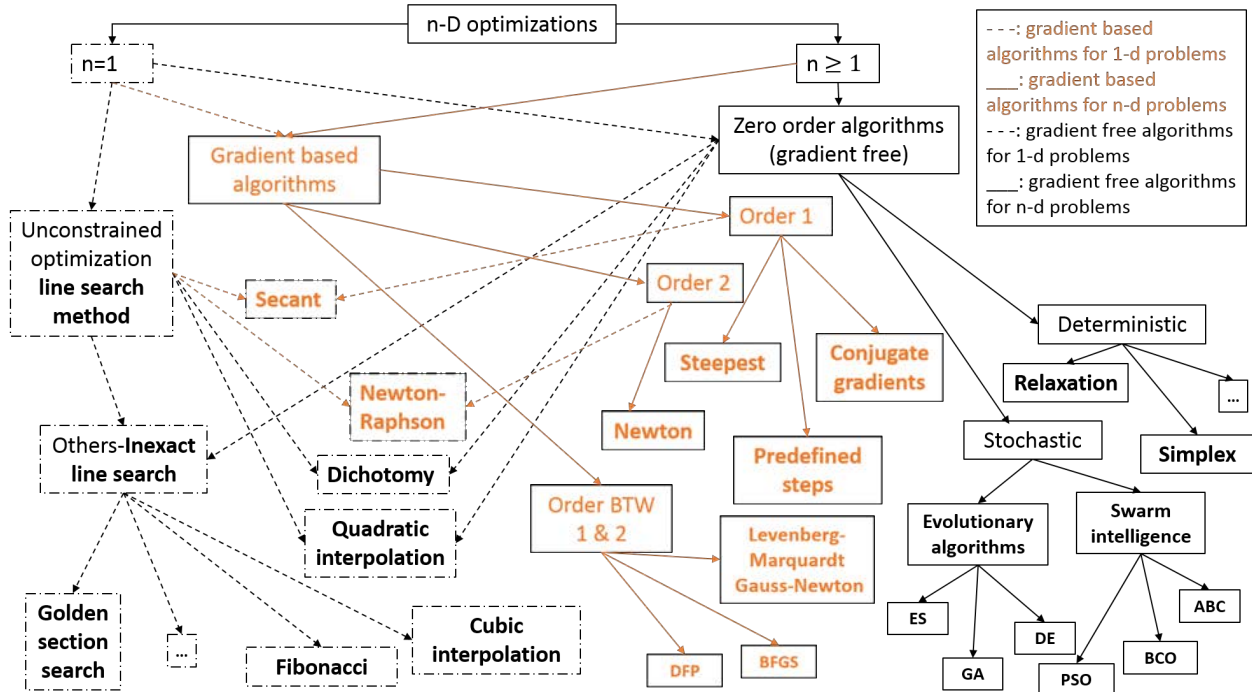 n-D optimizations
n=1
n ≥ 1
- - -: gradient based
algorithms for 1-d problems
___: gradient based
algorithms for n-d problems
- - -: gradient free algorithms
for 1-d problems
___: gradient free algorithms
for n-d problems
Zero order algorithms
(gradient free)
Gradient based
algorithms
Order 1
Unconstrained
optimization
line search
method
Secant
Order 2
Deterministic
Steepest
Conjugate
gradients
Relaxation
...
Newton-
Raphson
Newton
Stochastic
Simplex
Others-Inexact
line search
Dichotomy
Predefined
steps
Quadratic
interpolation
Order BTW
1 & 2
Levenberg-
Marquardt
Gauss-Newton
Evolutionary
algorithms
Swarm
intelligence
Golden
section
search
...
Fibonacci
Cubic
interpolation
DFP
BFGS
ES
GA
DE
PSO
BCO
ABC